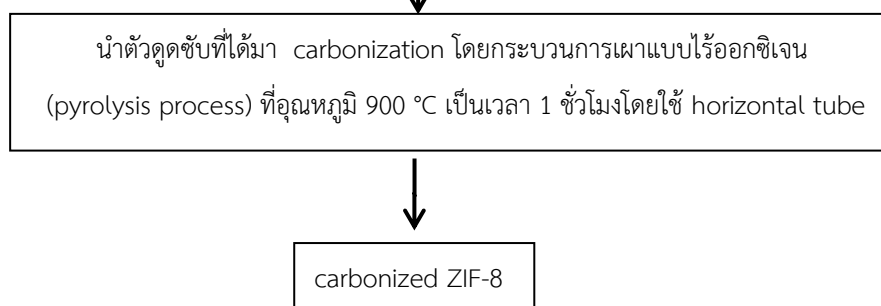 นำตัวดูดซับที่ได้มา carbonization โดยกระบวนการเผาแบบไร้ออกซิเจน
(pyrolysis process) ที่อุณหภูมิ 900 °C เป็นเวลา 1 ชั่วโมงโดยใช้ horizontal tube
carbonized ZIF-8